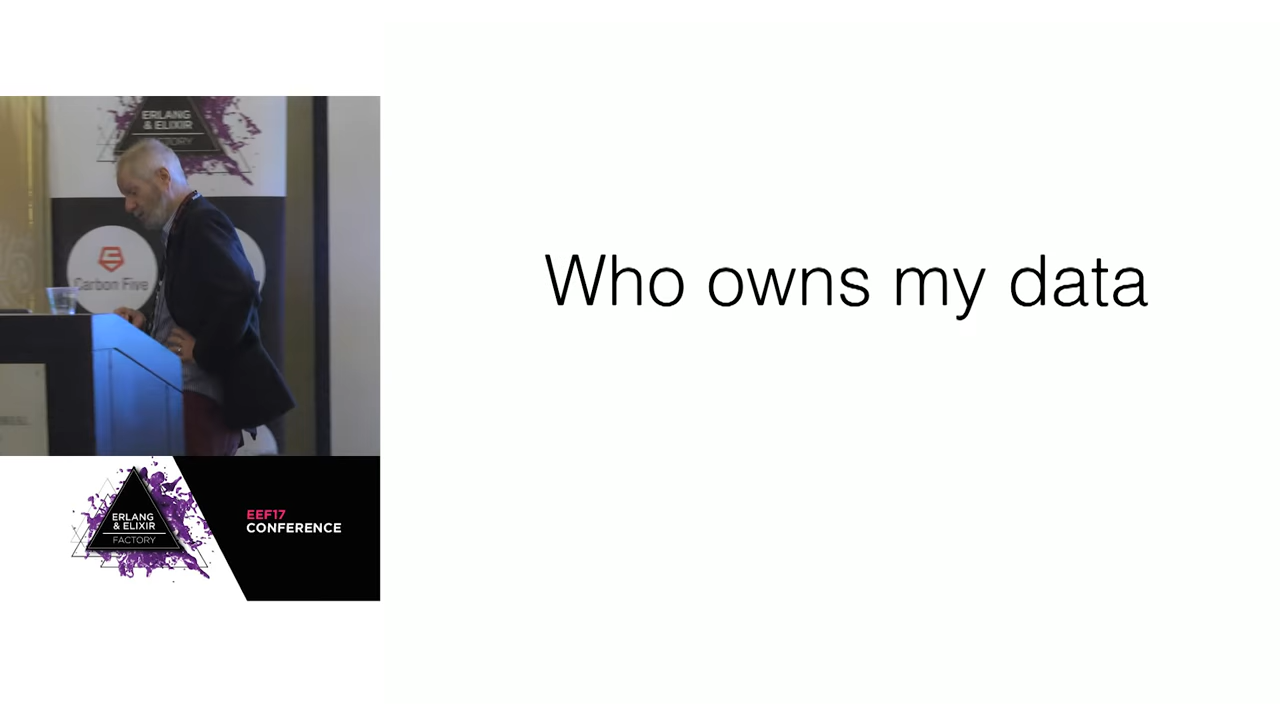 ERLANG
& ELIXIR
FACTORY
Carbon Five
Who owns my data
ERLANG
& ELIXIR
FACTORY
EEF17
CONFERENCE